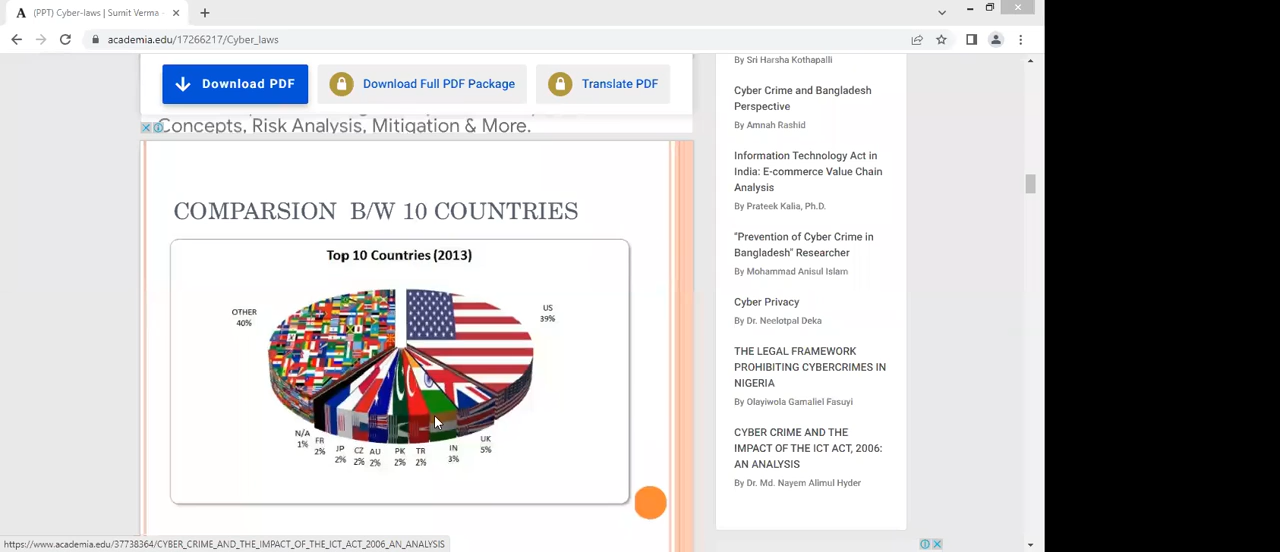 (PPT) Cyber-laws | Sumit Verma -
academia.edu/17266217/Cyber_laws
Download PDF
Download Full PDF Package
Translate PDF
Concepts, Risk Analysis, Mitigation & More.
COMPARSION B/W 10 COUNTRIES
Top 10 Countries (2013)
OTHER
40%
US
39%
N/A
1%
FR
2%
JP
2%
CZ
2%
AU
2%
PK
2%
TR
2%
IN
3%
UK
5%
By Sri Harsha Kothapalli
Cyber Crime and Bangladesh
Perspective
By Amnah Rashid
Information Technology Act in
India: E-commerce Value Chain
Analysis
By Prateek Kalia, Ph.D.
"Prevention of Cyber Crime in
Bangladesh" Researcher
By Mohammad Anisul Islam
Cyber Privacy
By Dr. Neelotpal Deka
THE LEGAL FRAMEWORK
PROHIBITING CYBERCRIMES IN
NIGERIA
By Olayiwola Gamaliel Fasuyi
CYBER CRIME AND THE
IMPACT OF THE ICT ACT, 2006:
AN ANALYSIS
By Dr. Md. Nayem Alimul Hyder
https://www.academia.edu/37738364/CYBER_CRIME_AND_THE_IMPACT_OF_THE_ICT_ACT_2006_AN_ANALYSIS